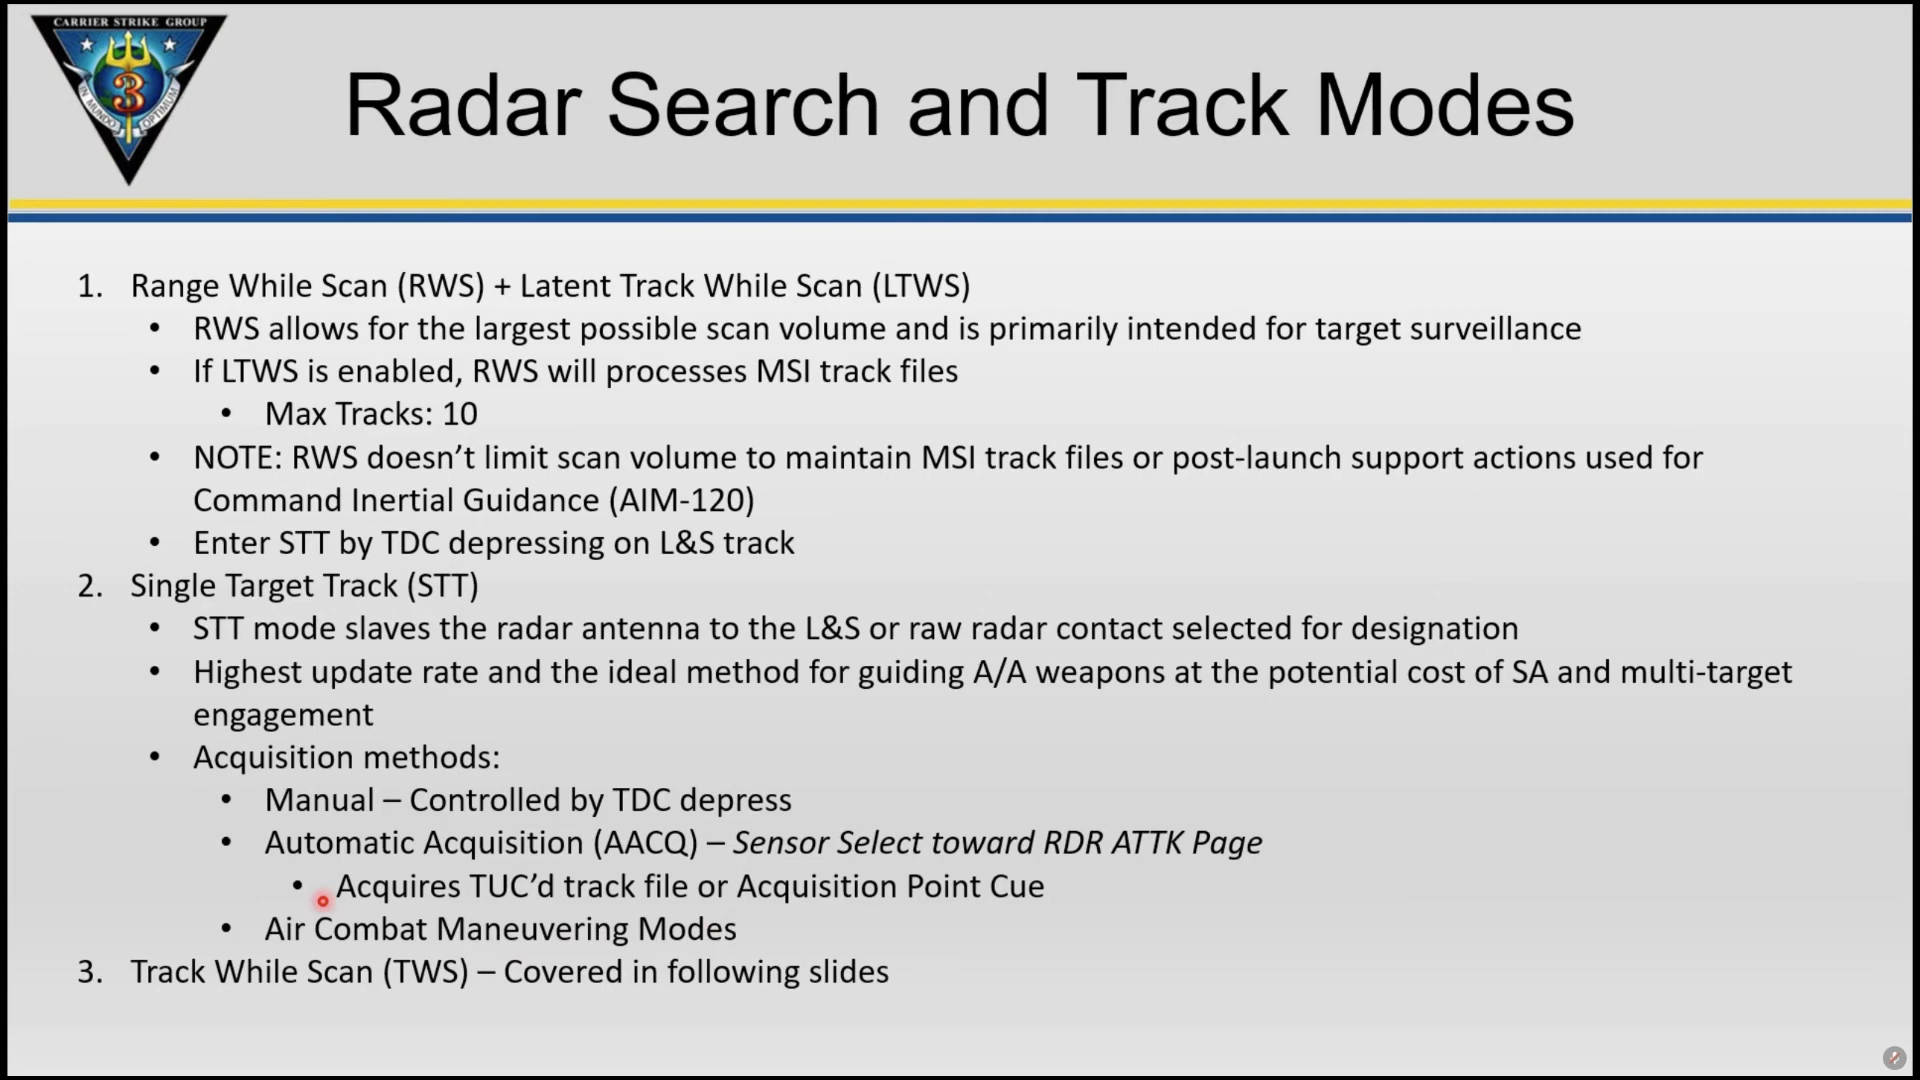 CARRIER STRIKE GROUP
3
IN MUNDO OPTIMUM
Radar Search and Track Modes
1. Range While Scan (RWS) + Latent Track While Scan (LTWS)
• RWS allows for the largest possible scan volume and is primarily intended for target surveillance
• If LTWS is enabled, RWS will processes MSI track files
• Max Tracks: 10
• NOTE: RWS doesn’t limit scan volume to maintain MSI track files or post-launch support actions used for
Command Inertial Guidance (AIM-120)
• Enter STT by TDC depressing on L&S track
2. Single Target Track (STT)
• STT mode slaves the radar antenna to the L&S or raw radar contact selected for designation
• Highest update rate and the ideal method for guiding A/A weapons at the potential cost of SA and multi-target
engagement
• Acquisition methods:
• Manual – Controlled by TDC depress
• Automatic Acquisition (AACQ) – Sensor Select toward RDR ATTK Page
• Acquires TUC’d track file or Acquisition Point Cue
• Air Combat Maneuvering Modes
3. Track While Scan (TWS) – Covered in following slides